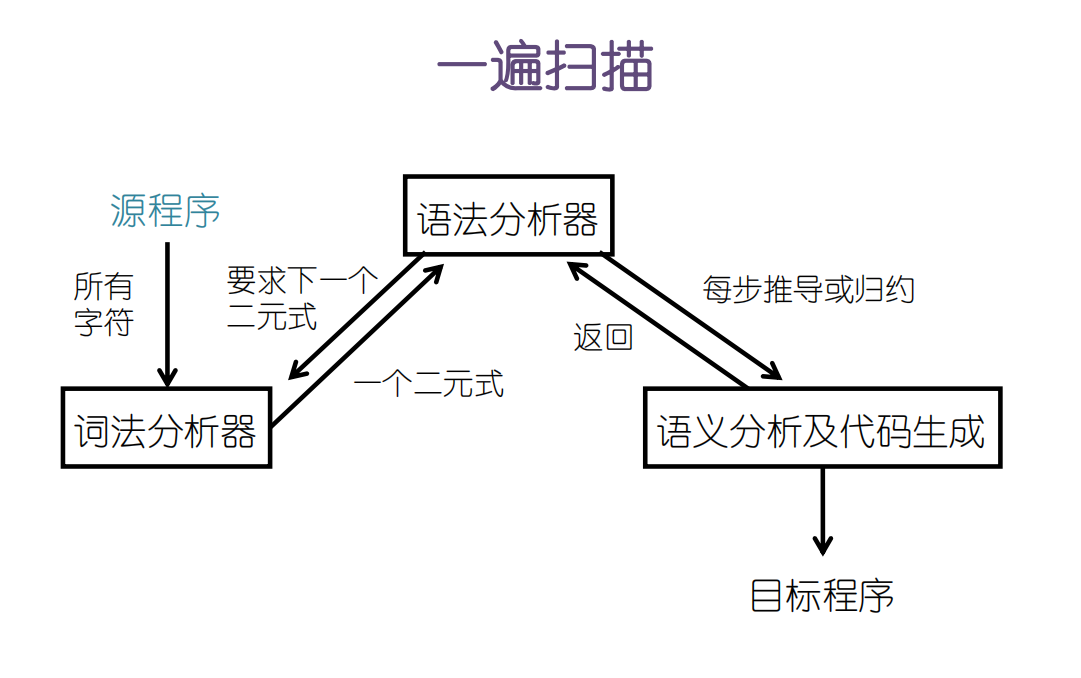 一遍扫描
源程序
语法分析器
所有
字符
要求下一个
二元式
每步推导或归约
返回
一个二元式
词法分析器
语义分析及代码生成
目标程序